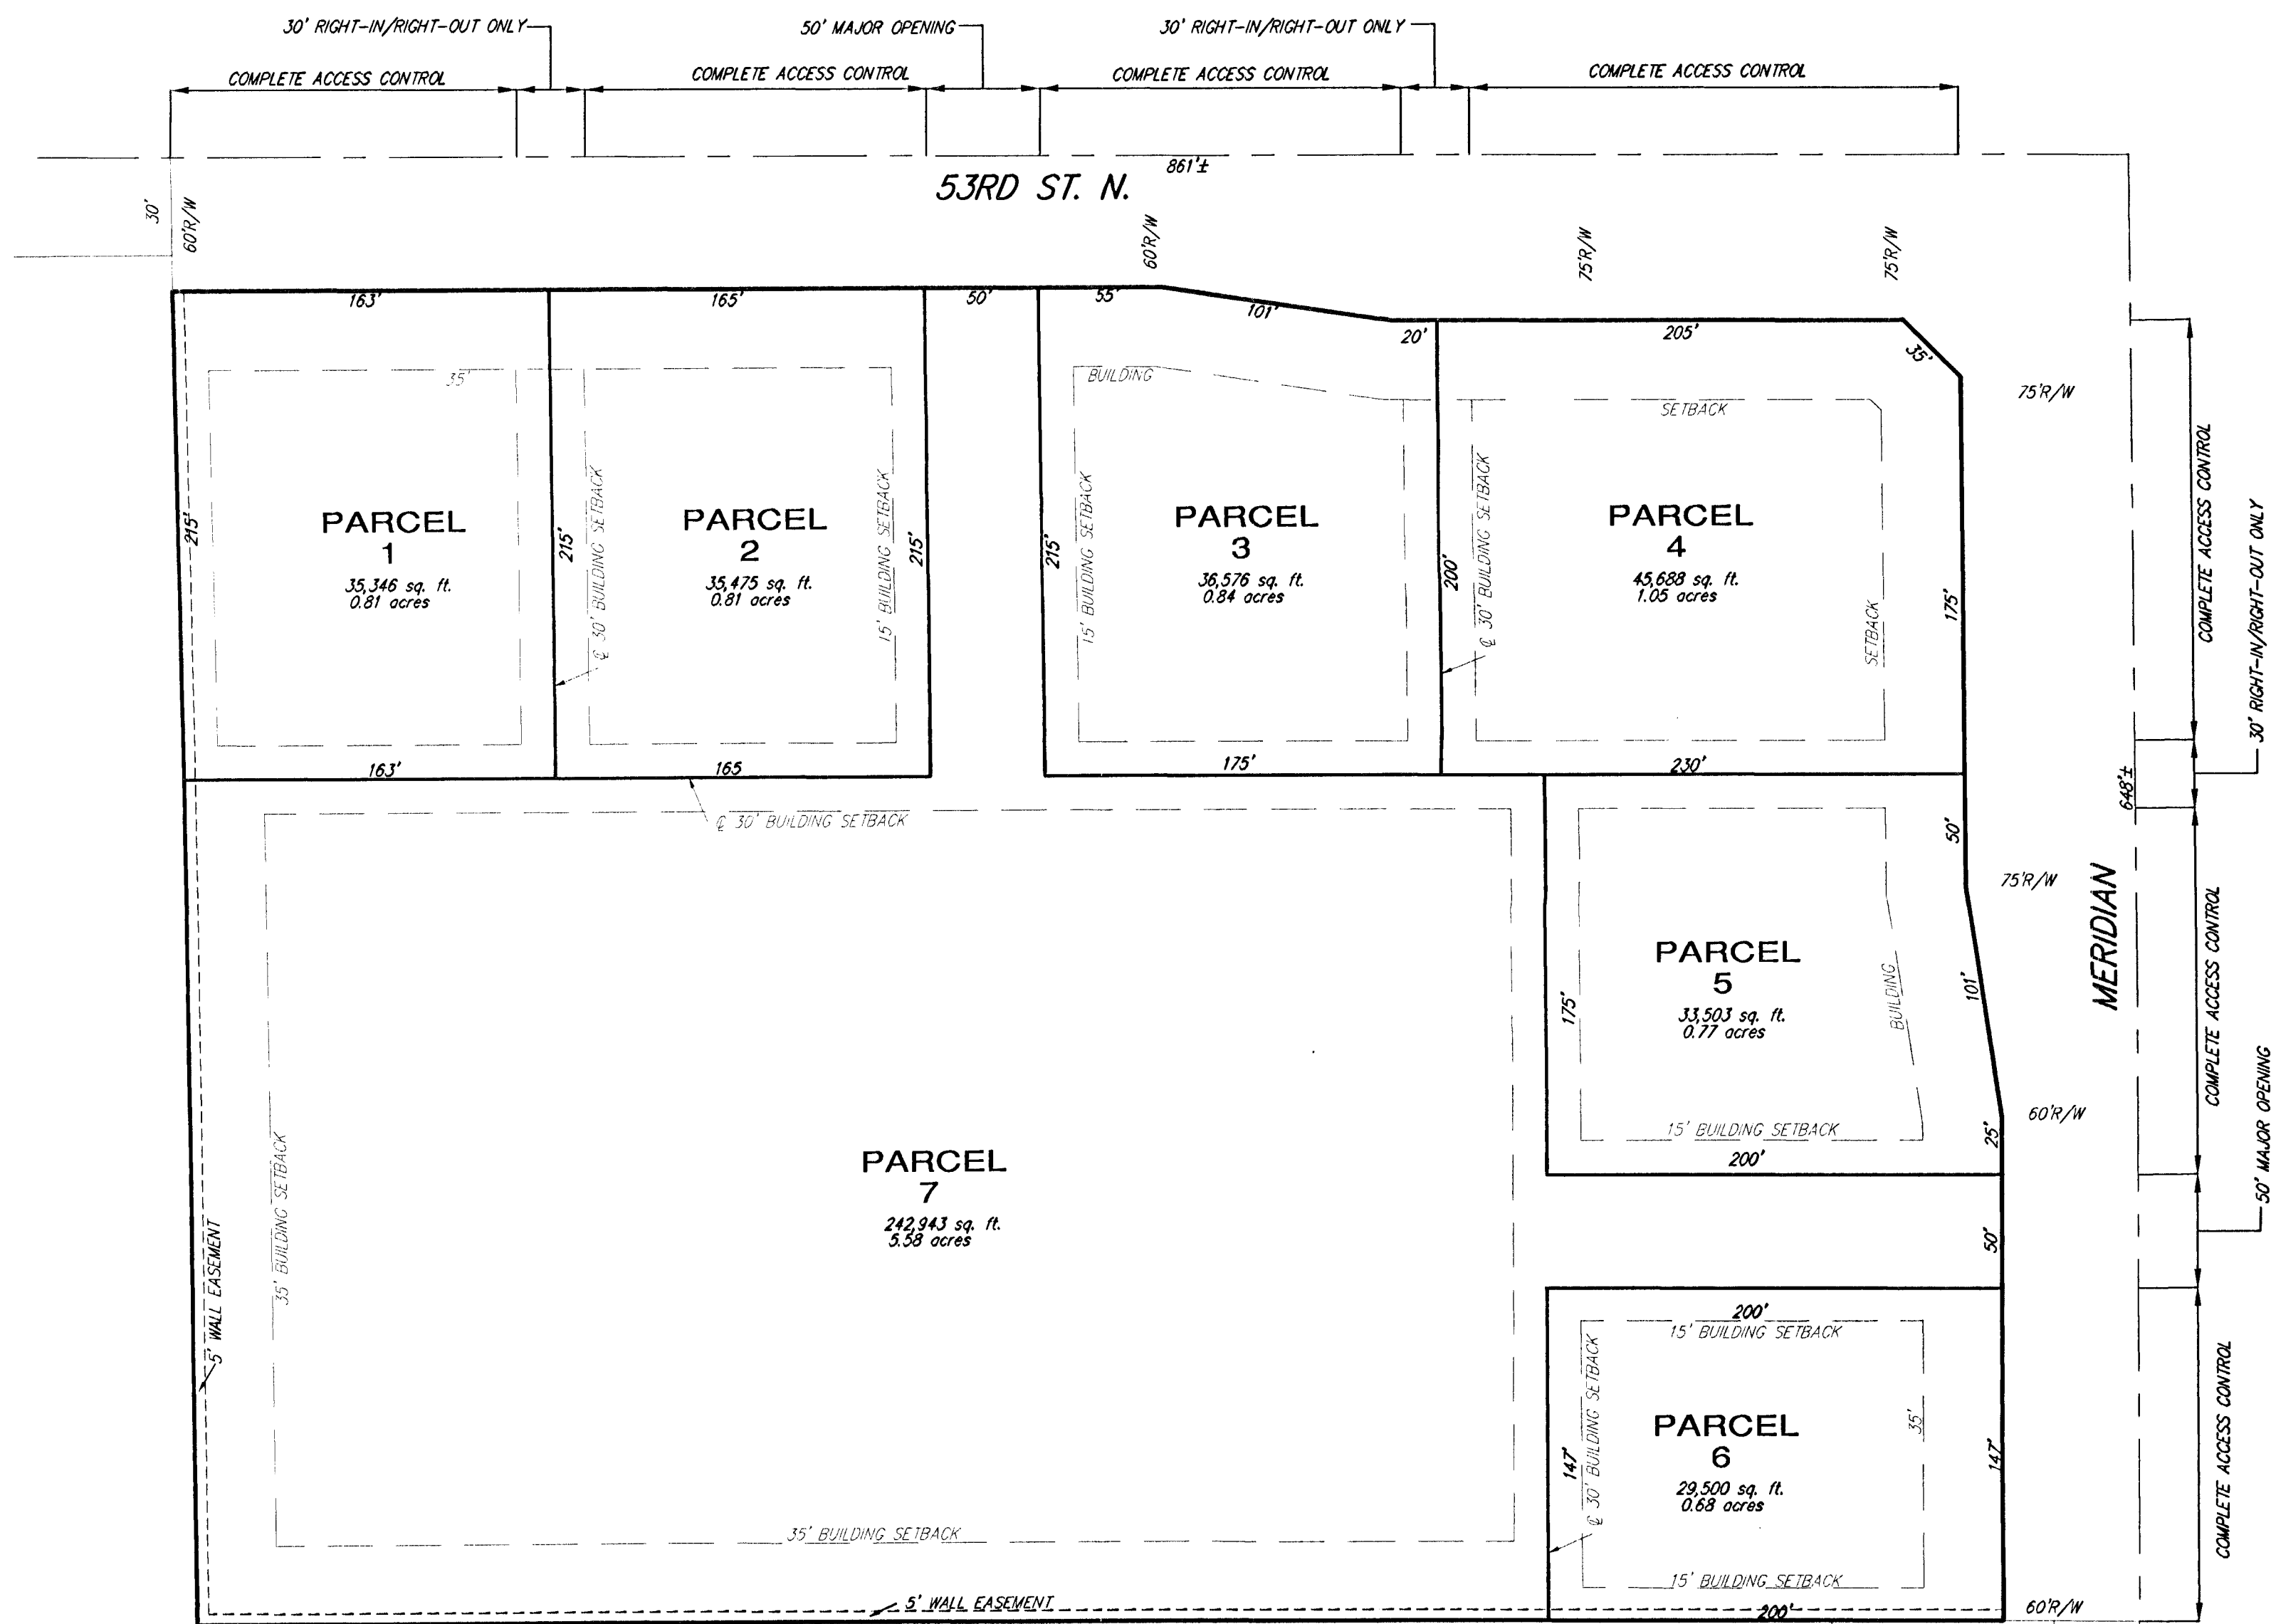 30' RIGHT-IN/RIGHT-OUT ONLY
50' MAJOR OPENING
30' RIGHT-IN/RIGHT-OUT ONLY
COMPLETE ACCESS CONTROL
COMPLETE ACCESS CONTROL
COMPLETE ACCESS CONTROL
COMPLETE ACCESS CONTROL
861'±
53RD ST. N.
30'
60'R/W
60'R/W
75'R/W
75'R/W
163'
165'
50'
55'
101'
20'
205'
35'
75'R/W
35'
BUILDING
SETBACK
215'
PARCEL
1
35,346 sq. ft.
0.81 acres
215'
℄ 30' BUILDING SETBACK
PARCEL
2
35,475 sq. ft.
0.81 acres
15' BUILDING SETBACK
215'
215'
15' BUILDING SETBACK
PARCEL
3
36,576 sq. ft.
0.84 acres
200'
℄ 30' BUILDING SETBACK
PARCEL
4
45,688 sq. ft.
1.05 acres
SETBACK
175'
COMPLETE ACCESS CONTROL
30' RIGHT-IN/RIGHT-OUT ONLY
163'
165
175'
230'
648'±
℄ 30' BUILDING SETBACK
50'
75'R/W
MERIDIAN
COMPLETE ACCESS CONTROL
PARCEL
5
33,503 sq. ft.
0.77 acres
175'
BUILDING
101'
60'R/W
25'
15' BUILDING SETBACK
200'
50' MAJOR OPENING
50'
PARCEL
7
242,943 sq. ft.
5.58 acres
35' BUILDING SETBACK
5' WALL EASEMENT
200'
15' BUILDING SETBACK
147'
℄ 30' BUILDING SETBACK
PARCEL
6
29,500 sq. ft.
0.68 acres
35'
147'
COMPLETE ACCESS CONTROL
35' BUILDING SETBACK
15' BUILDING SETBACK
5' WALL EASEMENT
200'
60'R/W